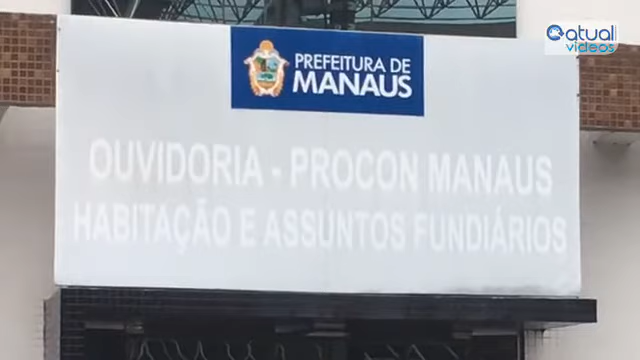 atual
vídeos
PREFEITURA DE
MANAUS
OUVIDORIA - PROCON MANAUS
HABITAÇÃO E ASSUNTOS FUNDIÁRIOS